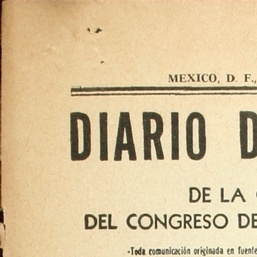 MEXICO, D. F.,
DIARIO D
DE LA
DEL CONGRESO DE
-Toda comunicación originada en fuente